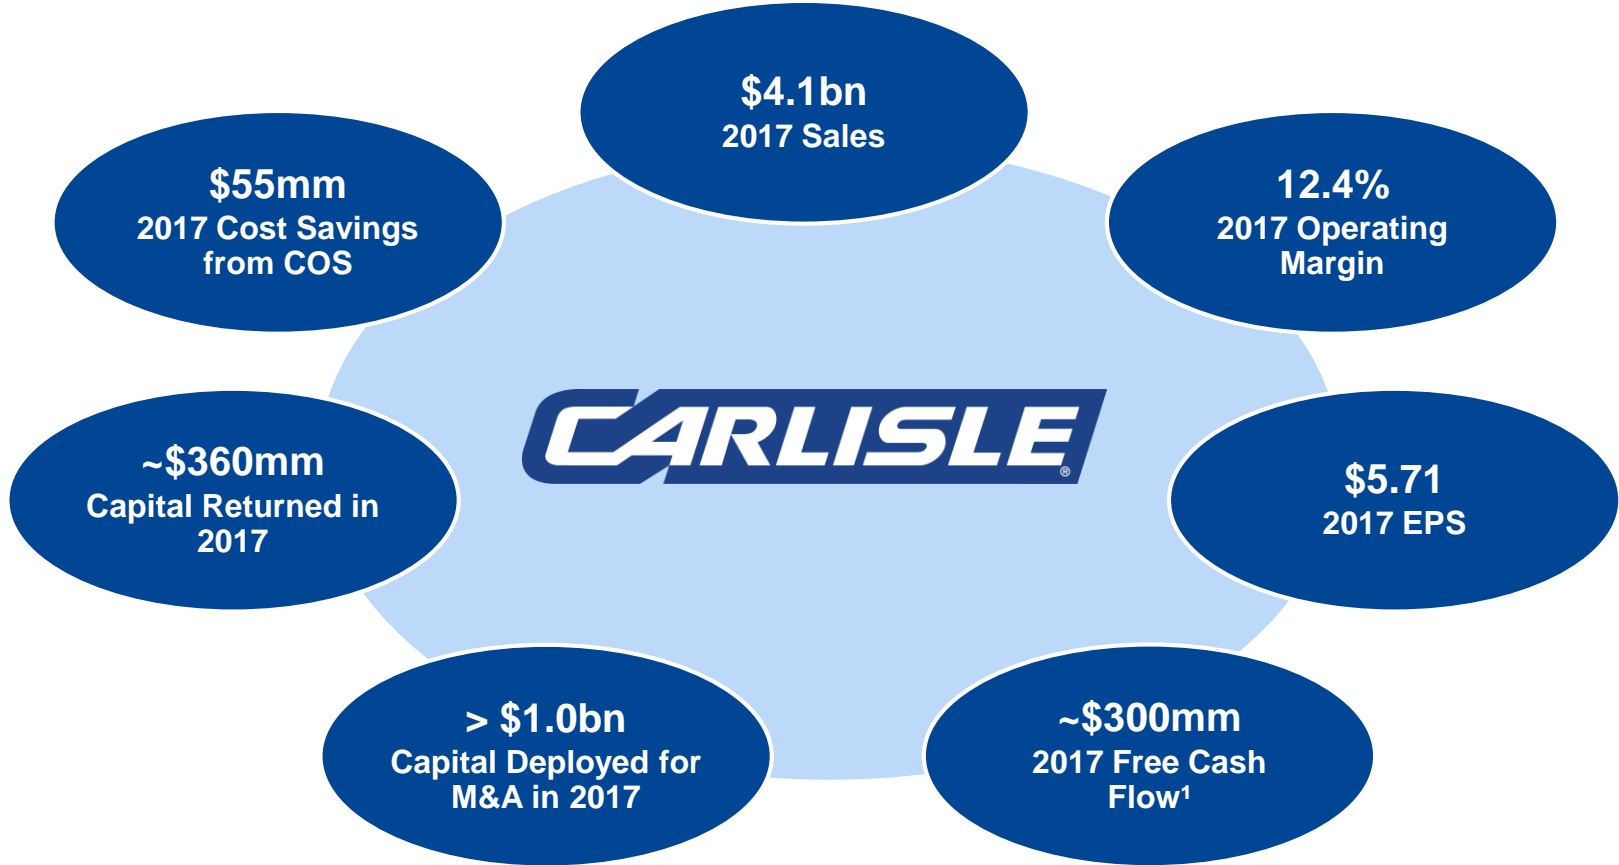 $4.1bn
2017 Sales
$55mm
2017 Cost Savings
from COS
12.4%
2017 Operating
Margin
CARLISLE®
~$360mm
Capital Returned in
2017
$5.71
2017 EPS
> $1.0bn
Capital Deployed for
M&A in 2017
~$300mm
2017 Free Cash
Flow¹